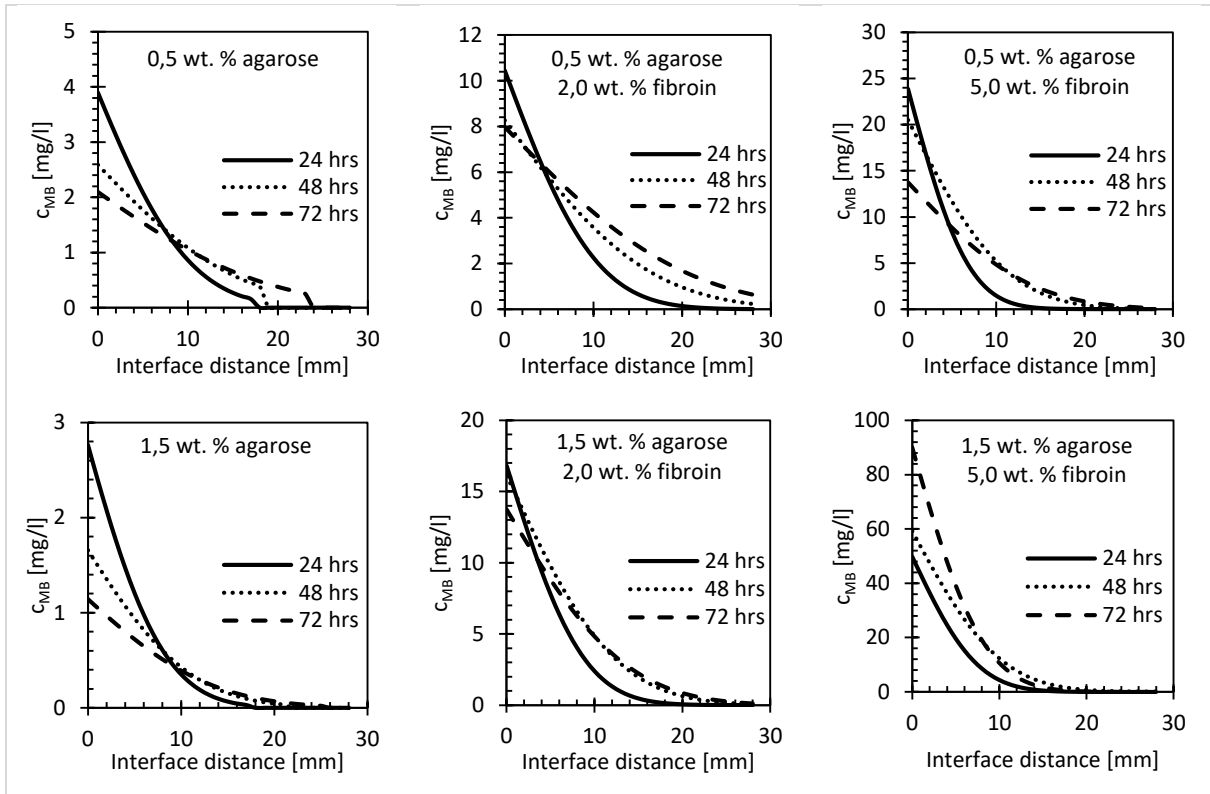 0,5 wt. % agarose
5
4
3
2
1
0
c_MB [mg/l]
24 hrs
48 hrs
72 hrs
0 10 20 30
Interface distance [mm]
0,5 wt. % agarose
2,0 wt. % fibroin
12
10
8
6
4
2
0
c_MB [mg/l]
24 hrs
48 hrs
72 hrs
0 10 20 30
Interface distance [mm]
0,5 wt. % agarose
5,0 wt. % fibroin
30
25
20
15
10
5
0
c_MB [mg/l]
24 hrs
48 hrs
72 hrs
0 10 20 30
Interface distance [mm]
1,5 wt. % agarose
3
2
1
0
c_MB [mg/l]
24 hrs
48 hrs
72 hrs
0 10 20 30
Interface distance [mm]
1,5 wt. % agarose
2,0 wt. % fibroin
20
15
10
5
0
c_MB [mg/l]
24 hrs
48 hrs
72 hrs
0 10 20 30
Interface distance [mm]
1,5 wt. % agarose
5,0 wt. % fibroin
100
80
60
40
20
0
c_MB [mg/l]
24 hrs
48 hrs
72 hrs
0 10 20 30
Interface distance [mm]